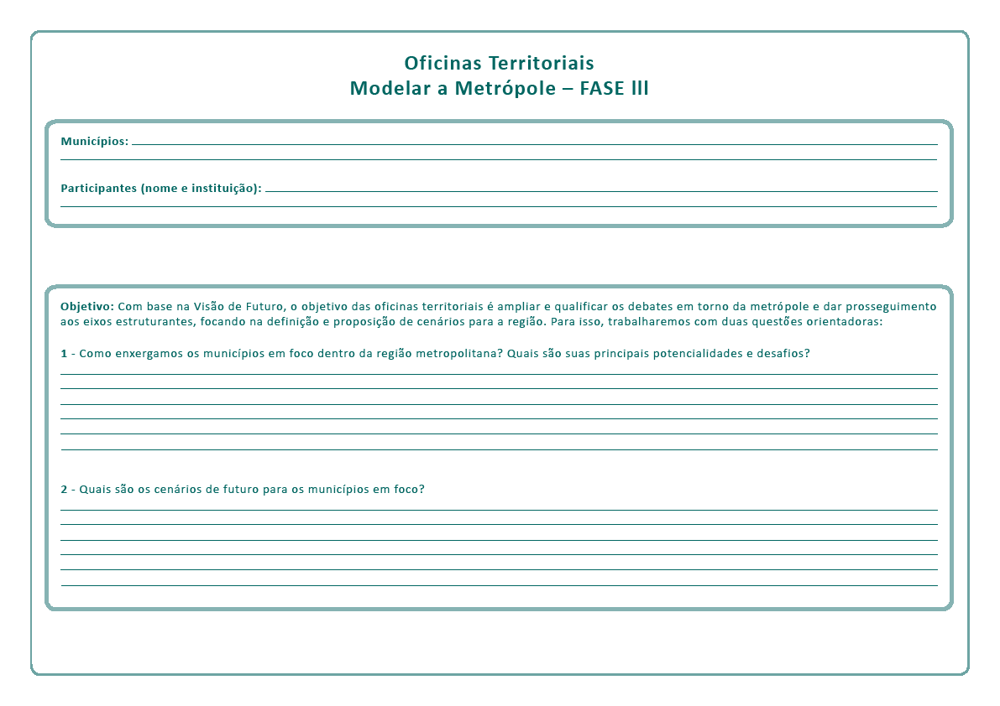 Oficinas Territoriais
Modelar a Metrópole – FASE lll
Municípios:
Participantes (nome e instituição):
Objetivo: Com base na Visão de Futuro, o objetivo das oficinas territoriais é ampliar e qualificar os debates em torno da metrópole e dar prosseguimento
aos eixos estruturantes, focando na definição e proposição de cenários para a região. Para isso, trabalharemos com duas questões orientadoras:
1 - Como enxergamos os municípios em foco dentro da região metropolitana? Quais são suas principais potencialidades e desafios?
2 - Quais são os cenários de futuro para os municípios em foco?